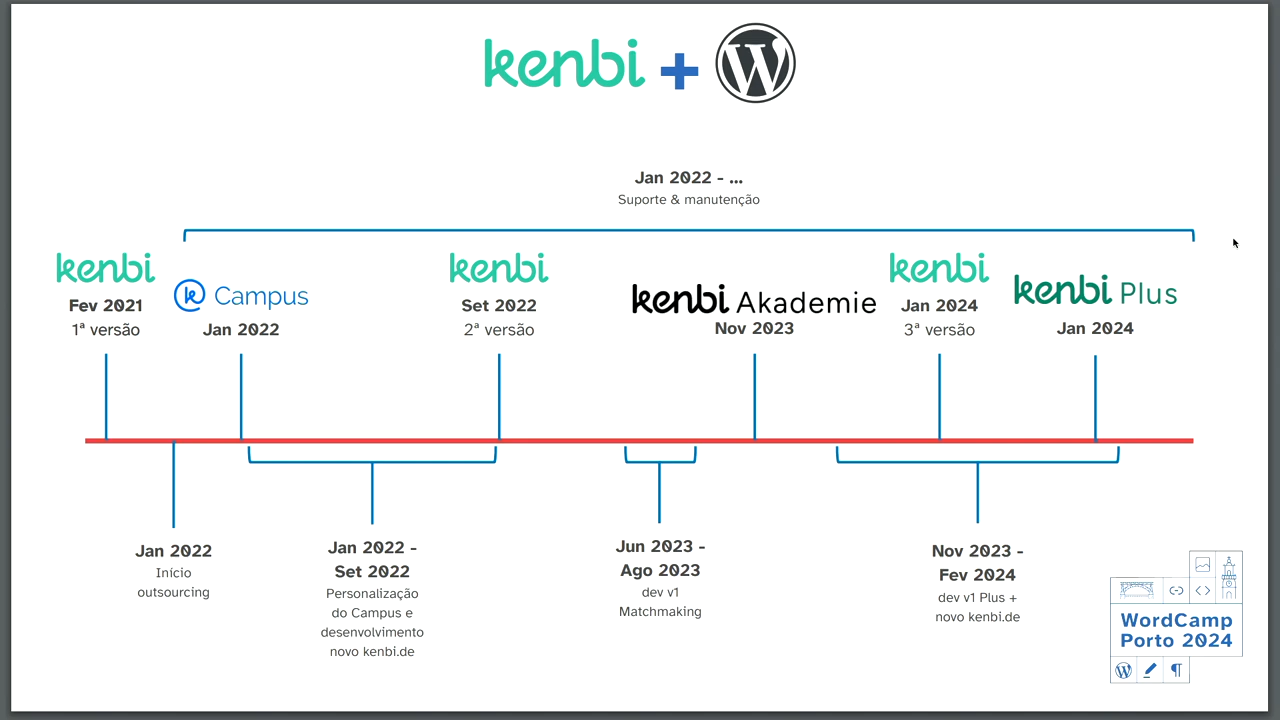 kenbi + W
Jan 2022 - ...
Suporte & manutenção
kenbi
Fev 2021
1ª versão
k Campus
Jan 2022
kenbi
Set 2022
2ª versão
kenbi Akademie
Nov 2023
kenbi
Jan 2024
3ª versão
kenbi Plus
Jan 2024
Jan 2022
Início
outsourcing
Jan 2022 -
Set 2022
Personalização
do Campus e
desenvolvimento
novo kenbi.de
Jun 2023 -
Ago 2023
dev v1
Matchmaking
Nov 2023 -
Fev 2024
dev v1 Plus +
novo kenbi.de
WordCamp
Porto 2024